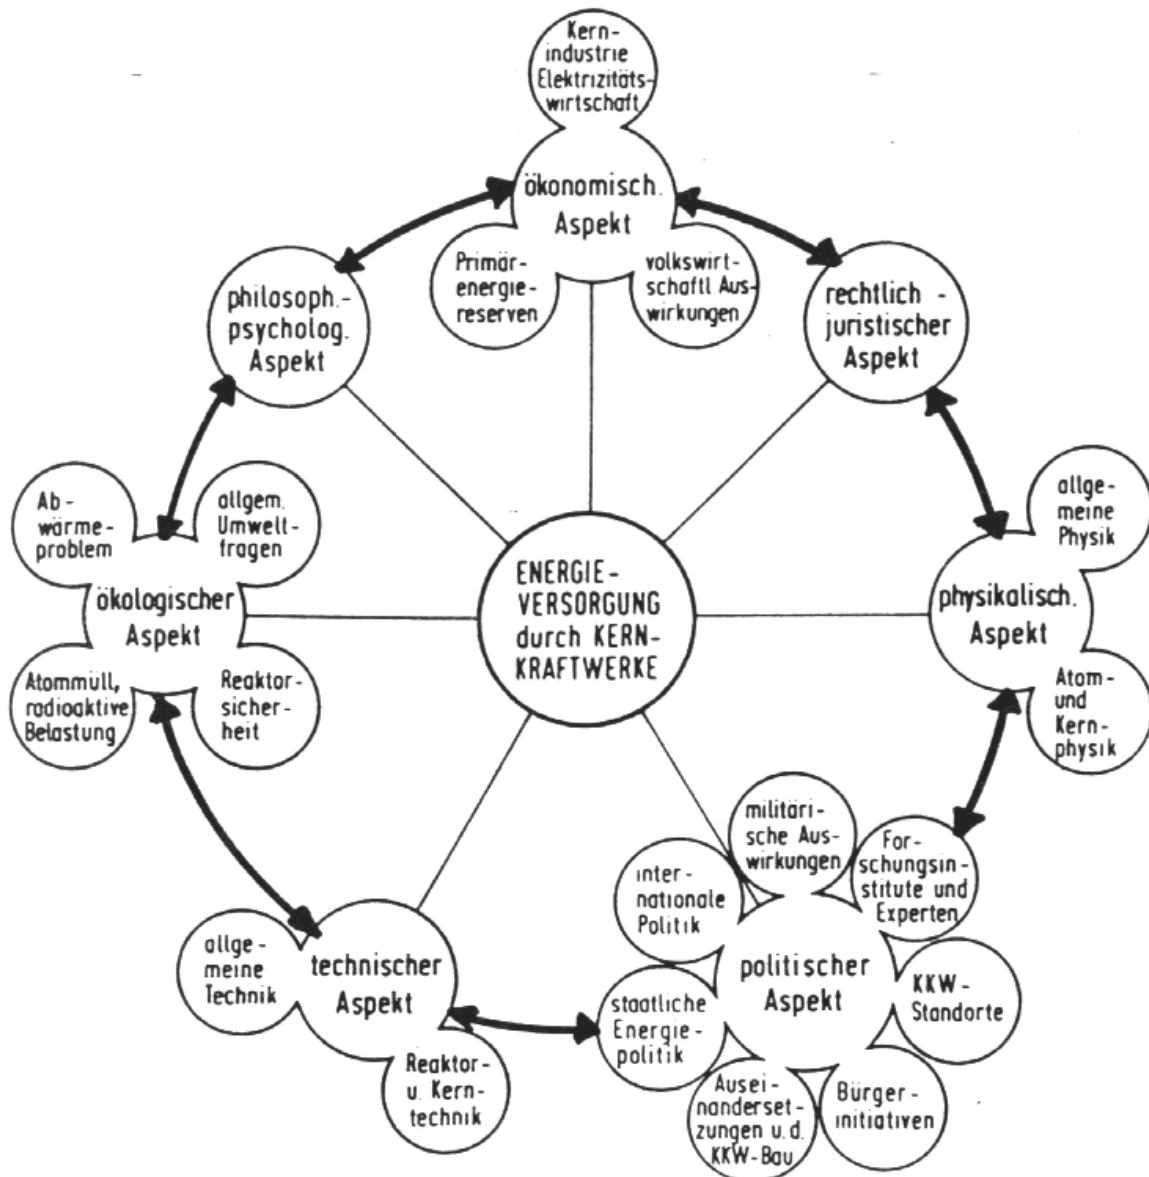 Kern-
industrie
Elektrizitäts-
wirtschaft
ökonomisch.
Aspekt
Primär-
energie-
reserven
volkswirt-
schaftl Aus-
wirkungen
philosoph.-
psycholog.
Aspekt
rechtlich -
juristischer
Aspekt
Ab-
wärme-
problem
allgem.
Umwelt-
fragen
ökologischer
Aspekt
Atommüll,
radioaktive
Belastung
Reaktor-
sicher-
heit
ENERGIE-
VERSORGUNG
durch KERN-
KRAFTWERKE
allge-
meine
Physik
physikalisch.
Aspekt
Atom-
und
Kern-
physik
militäri-
sche Aus-
wirkungen
For-
schungsin-
stitute und
Experten
inter-
nationale
Politik
politischer
Aspekt
KKW-
Standorte
staatliche
Energie-
politik
Ausei-
nanderset-
zungen u. d.
KKW-Bau
Bürger-
initiativen
allge-
meine
Technik
technischer
Aspekt
Reaktor-
u. Kern-
technik